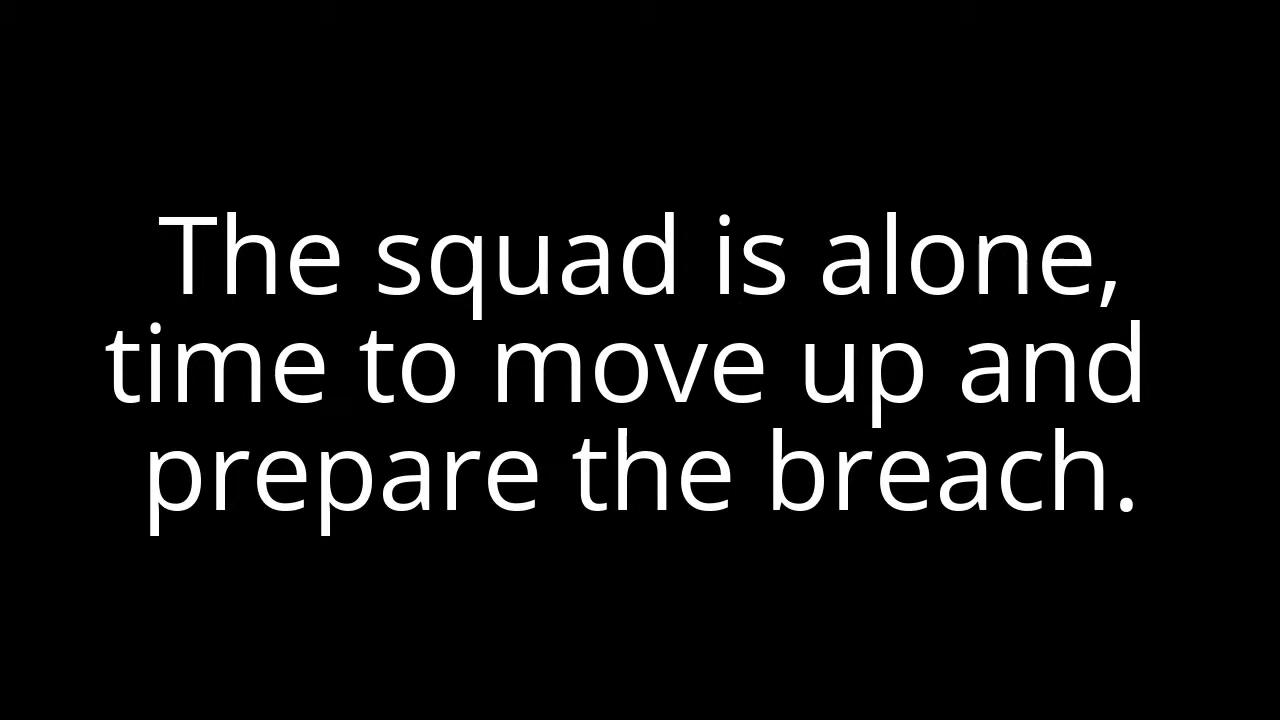 The squad is alone,
time to move up and
prepare the breach.